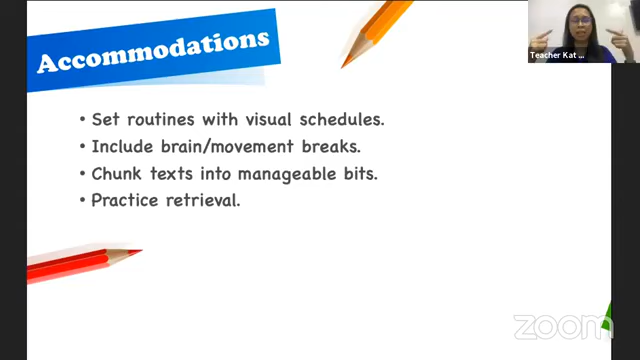 Accommodations
Teacher Kat ...
• Set routines with visual schedules.
• Include brain/movement breaks.
• Chunk texts into manageable bits.
• Practice retrieval.
zoom